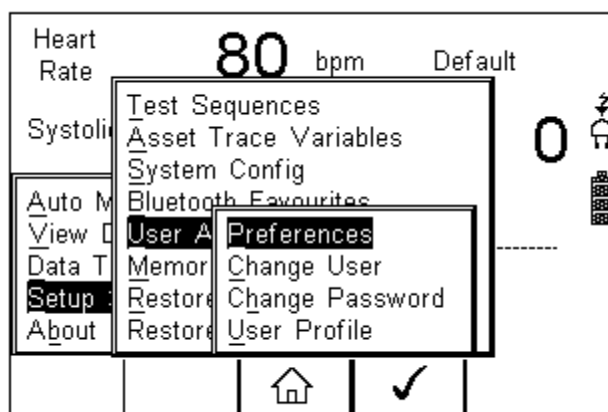 Heart
Rate
80 bpm
Default
Systoli
0
Test Sequences
Asset Trace Variables
System Config
Bluetooth Favourites
User A
Memor
Restore
Restore
Auto M
View D
Data T
Setup
About
Preferences
Change User
Change Password
User Profile